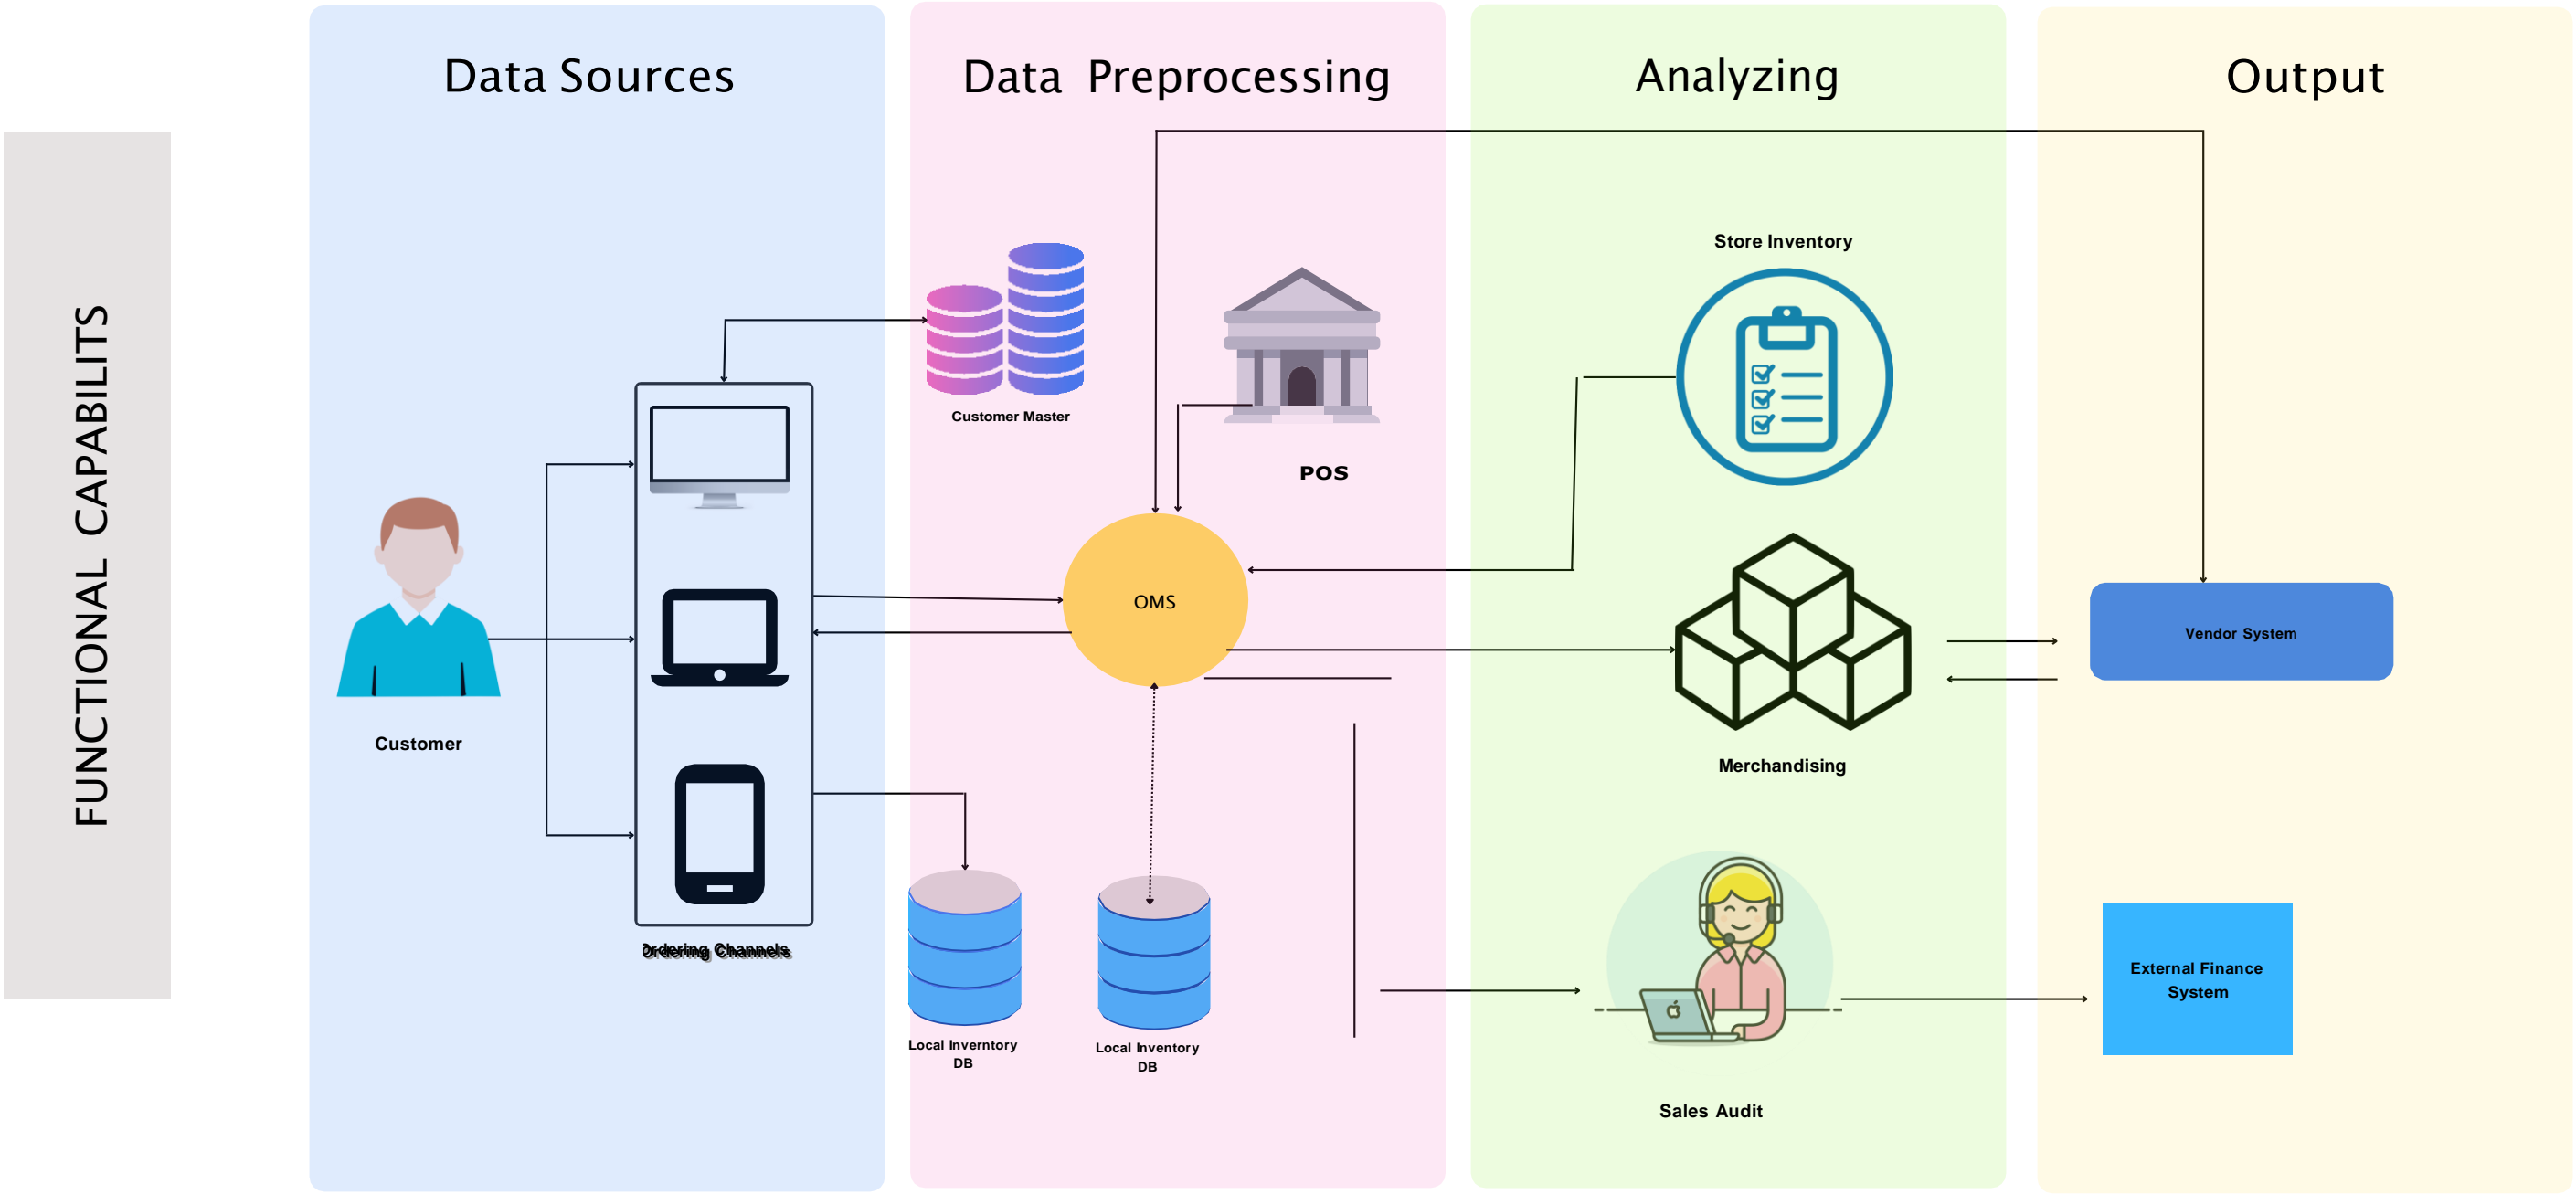 FUNCTIONAL CAPABILITS
Data Sources
Data Preprocessing
Analyzing
Output
Customer
Ordering Channels
Customer Master
POS
OMS
Local Inverntory
DB
Local Inventory
DB
Store Inventory
Merchandising
Sales Audit
Vendor System
External Finance
System